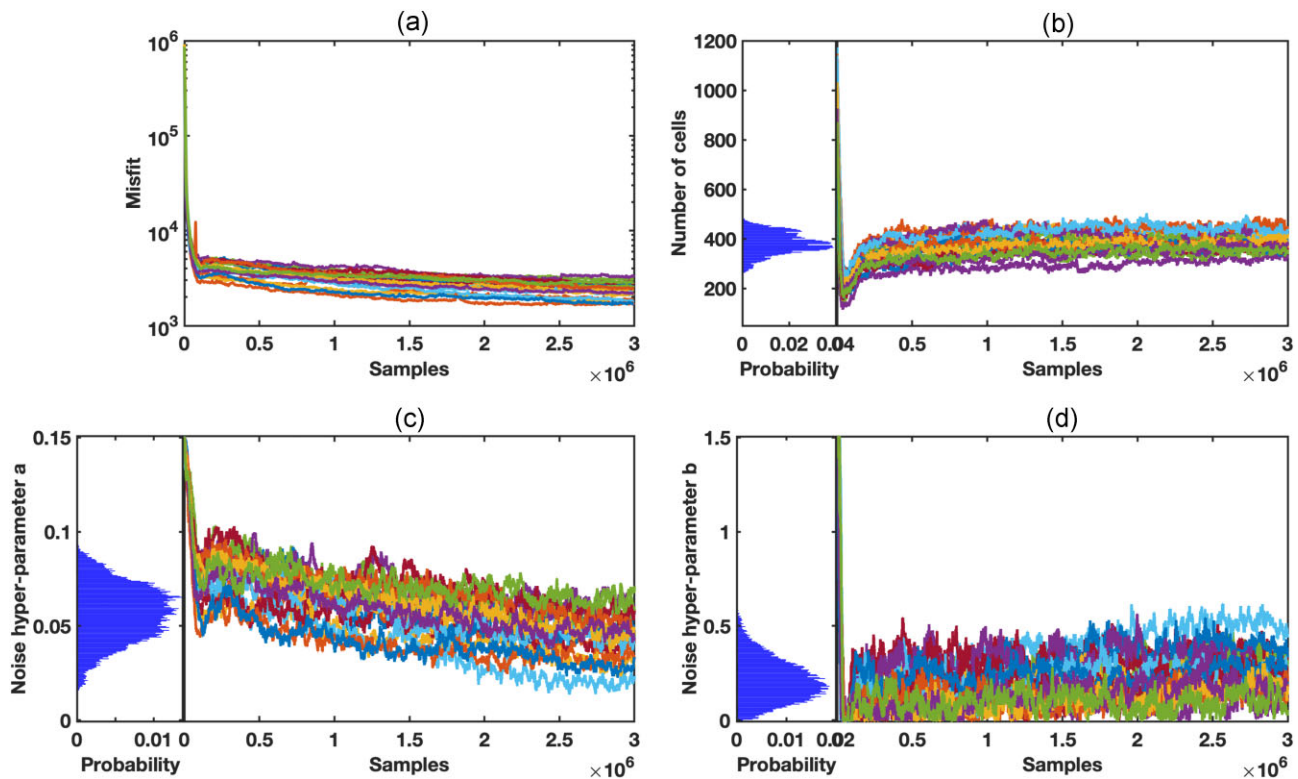 (a)
10^6
10^5
10^4
10^3
Misfit
0 0.5 1 1.5 2 2.5 3
Samples
×10^6
(b)
1200
1000
800
600
400
200
Number of cells
0 0.02 0.04 0.5 1 1.5 2 2.5 3
Probability Samples
×10^6
(c)
0.15
0.1
0.05
0
Noise hyper-parameter a
0 0.01 0 0.5 1 1.5 2 2.5 3
Probability Samples
×10^6
(d)
1.5
1
0.5
0
Noise hyper-parameter b
0 0.01 0.02 0.5 1 1.5 2 2.5 3
Probability Samples
×10^6